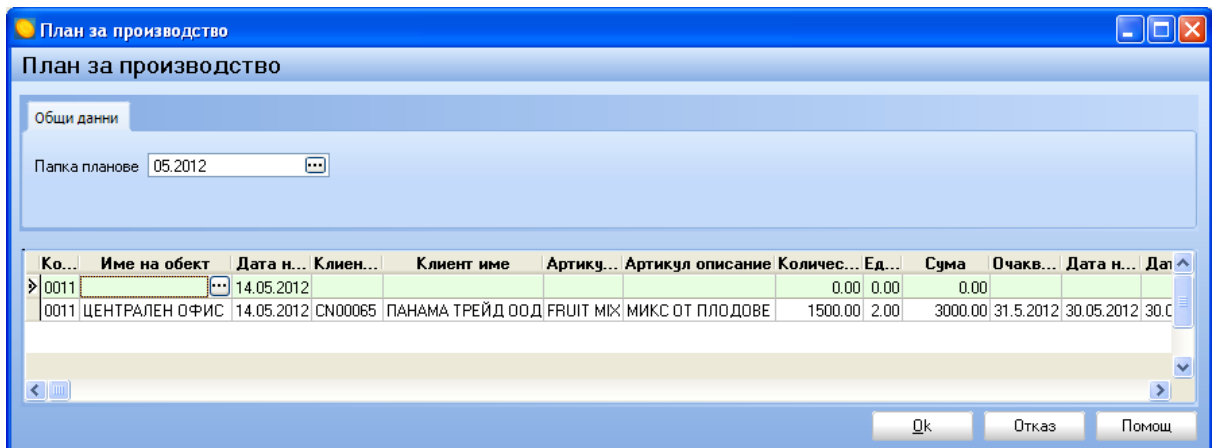 План за производство
План за производство
Общи данни
Папка планове 05.2012
Ко... Име на обект Дата н... Клиен... Клиент име Артику... Артикул описание Количес... Ед... Сума Очакв... Дата н... Дат
0011 14.05.2012 0.00 0.00 0.00
0011 ЦЕНТРАЛЕН ОФИС 14.05.2012 CN00065 ПАНАМА ТРЕЙД ООД FRUIT MIX МИКС ОТ ПЛОДОВЕ 1500.00 2.00 3000.00 31.5.2012 30.05.2012 30.0
Ok Отказ Помощ